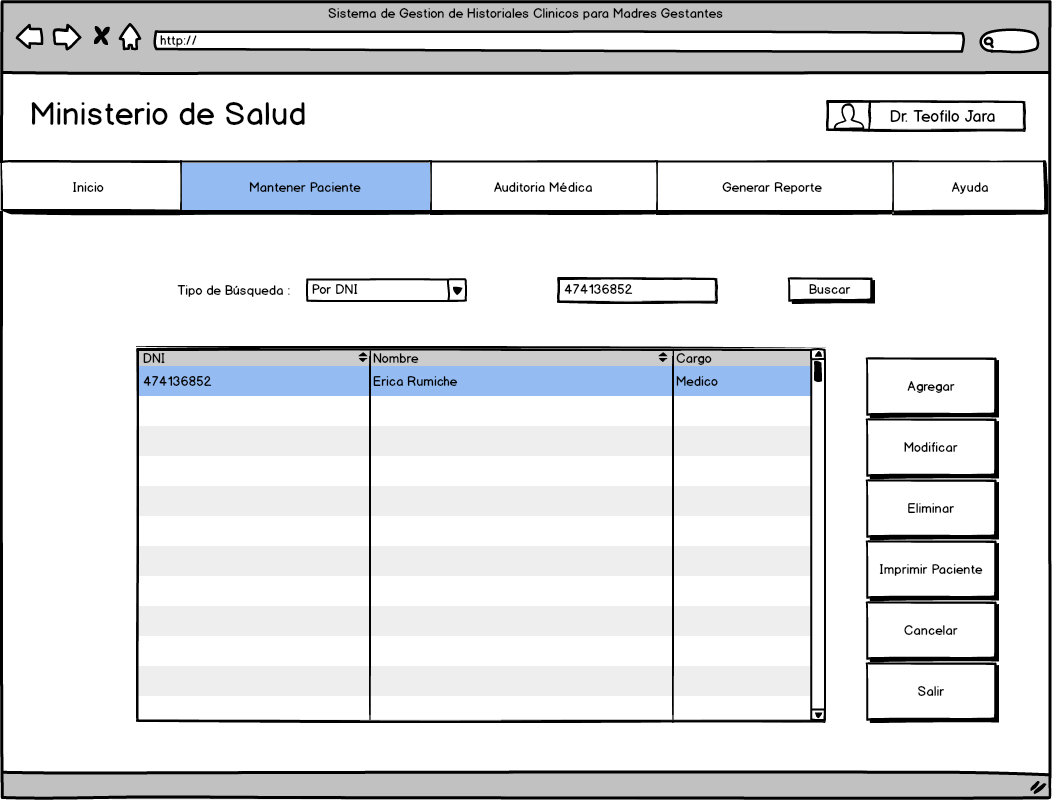 Sistema de Gestion de Historiales Clinicos para Madres Gestantes
http://
Ministerio de Salud
Dr. Teofilo Jara
Inicio
Mantener Paciente
Auditoria Médica
Generar Reporte
Ayuda
Tipo de Búsqueda :
Por DNI
474136852
Buscar
DNI
Nombre
Cargo
474136852
Erica Rumiche
Medico
Agregar
Modificar
Eliminar
Imprimir Paciente
Cancelar
Salir